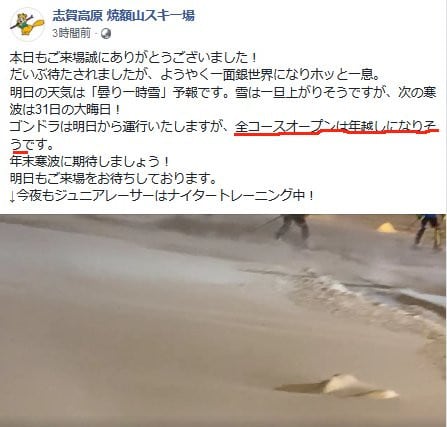 志賀高原 焼額山スキー場
3時間前
本日もご来場誠にありがとうございました！
だいぶ待たされましたが、ようやく一面銀世界になりホッと一息。
明日の天気は「曇り一時雪」予報です。雪は一旦上がりそうですが、次の寒
波は31日の大晦日！
ゴンドラは明日から運行いたしますが、全コースオープンは年越しになりそ
うです。
年末寒波に期待しましょう！
明日もご来場をお待ちしております。
↓今夜もジュニアレーサーはナイタートレーニング中！